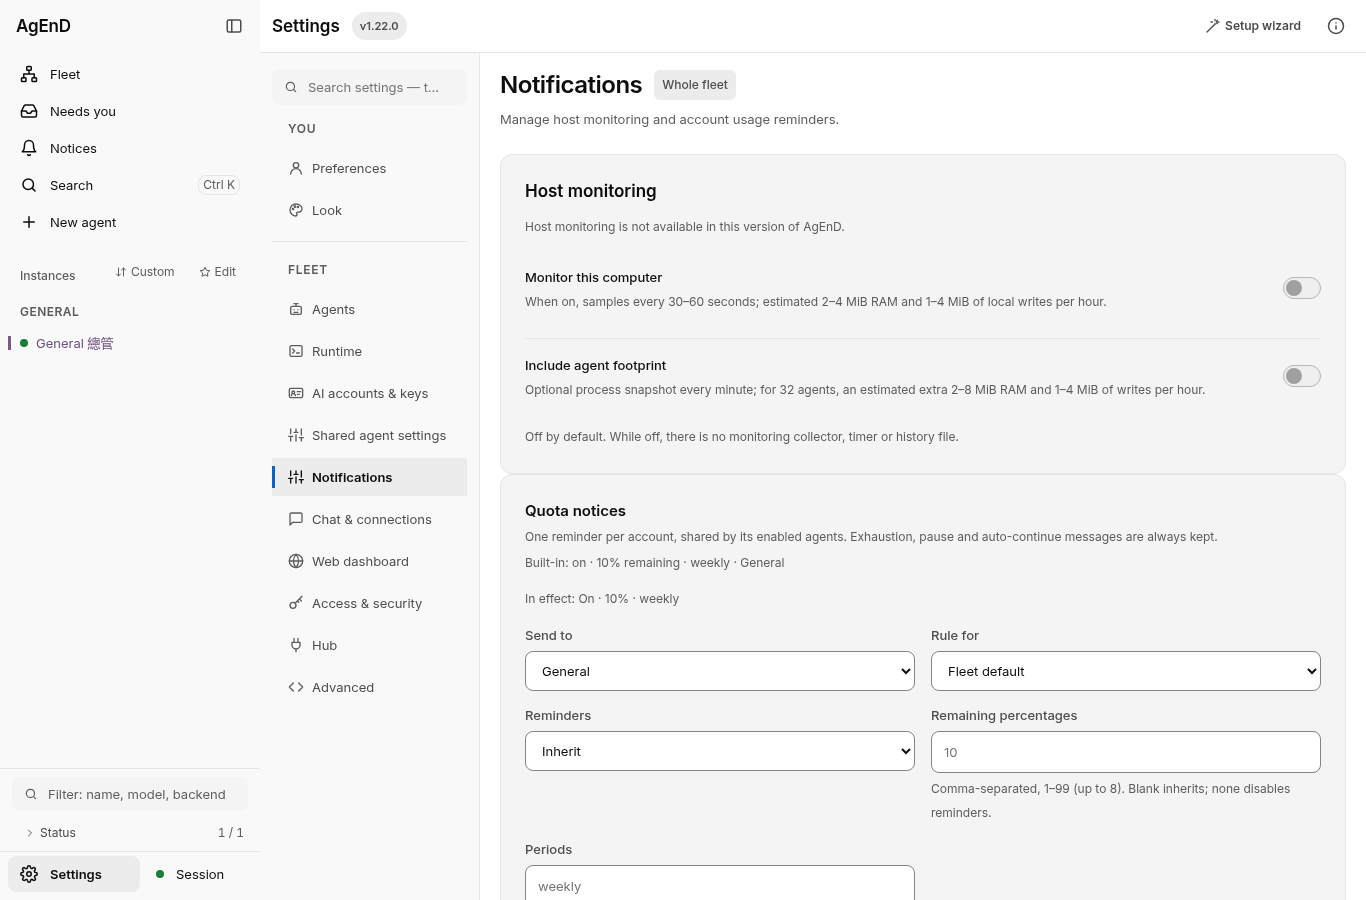 AgEnD
Fleet
Needs you
Notices
Search
Ctrl K
New agent
Instances
Custom
Edit
GENERAL
General 總管
Filter: name, model, backend
Status
1 / 1
Settings
Session
Settings
v1.22.0
Setup wizard
Search settings — t...
YOU
Preferences
Look
FLEET
Agents
Runtime
AI accounts & keys
Shared agent settings
Notifications
Chat & connections
Web dashboard
Access & security
Hub
Advanced
Notifications
Whole fleet
Manage host monitoring and account usage reminders.
Host monitoring
Host monitoring is not available in this version of AgEnD.
Monitor this computer
When on, samples every 30–60 seconds; estimated 2–4 MiB RAM and 1–4 MiB of local writes per hour.
Include agent footprint
Optional process snapshot every minute; for 32 agents, an estimated extra 2–8 MiB RAM and 1–4 MiB of writes per hour.
Off by default. While off, there is no monitoring collector, timer or history file.
Quota notices
One reminder per account, shared by its enabled agents. Exhaustion, pause and auto-continue messages are always kept.
Built-in: on · 10% remaining · weekly · General
In effect: On · 10% · weekly
Send to
General
Rule for
Fleet default
Reminders
Inherit
Remaining percentages
10
Comma-separated, 1–99 (up to 8). Blank inherits; none disables
reminders.
Periods
weekly